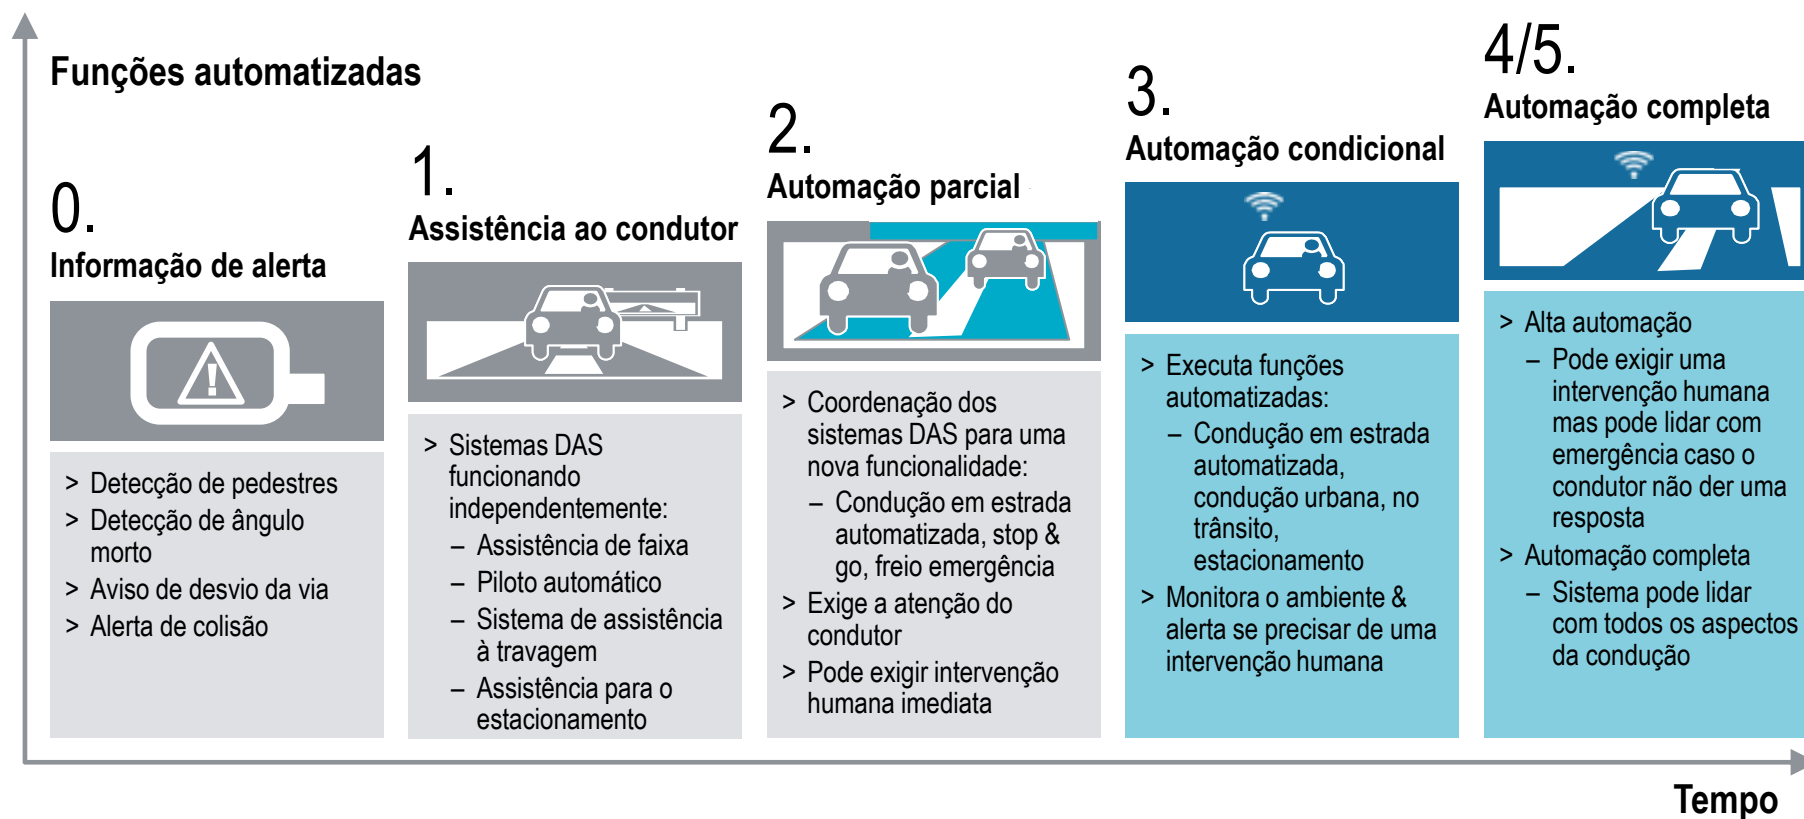 Funções automatizadas
0.
Informação de alerta
> Detecção de pedestres
> Detecção de ângulo
morto
> Aviso de desvio da via
> Alerta de colisão
1.
Assistência ao condutor
> Sistemas DAS
funcionando
independentemente:
– Assistência de faixa
– Piloto automático
– Sistema de assistência
à travagem
– Assistência para o
estacionamento
2.
Automação parcial
> Coordenação dos
sistemas DAS para uma
nova funcionalidade:
– Condução em estrada
automatizada, stop &
go, freio emergência
> Exige a atenção do
condutor
> Pode exigir intervenção
humana imediata
3.
Automação condicional
> Executa funções
automatizadas:
– Condução em estrada
automatizada,
condução urbana, no
trânsito,
estacionamento
> Monitora o ambiente &
alerta se precisar de uma
intervenção humana
4/5.
Automação completa
> Alta automação
– Pode exigir uma
intervenção humana
mas pode lidar com
emergência caso o
condutor não der uma
resposta
> Automação completa
– Sistema pode lidar
com todos os aspectos
da condução
Tempo